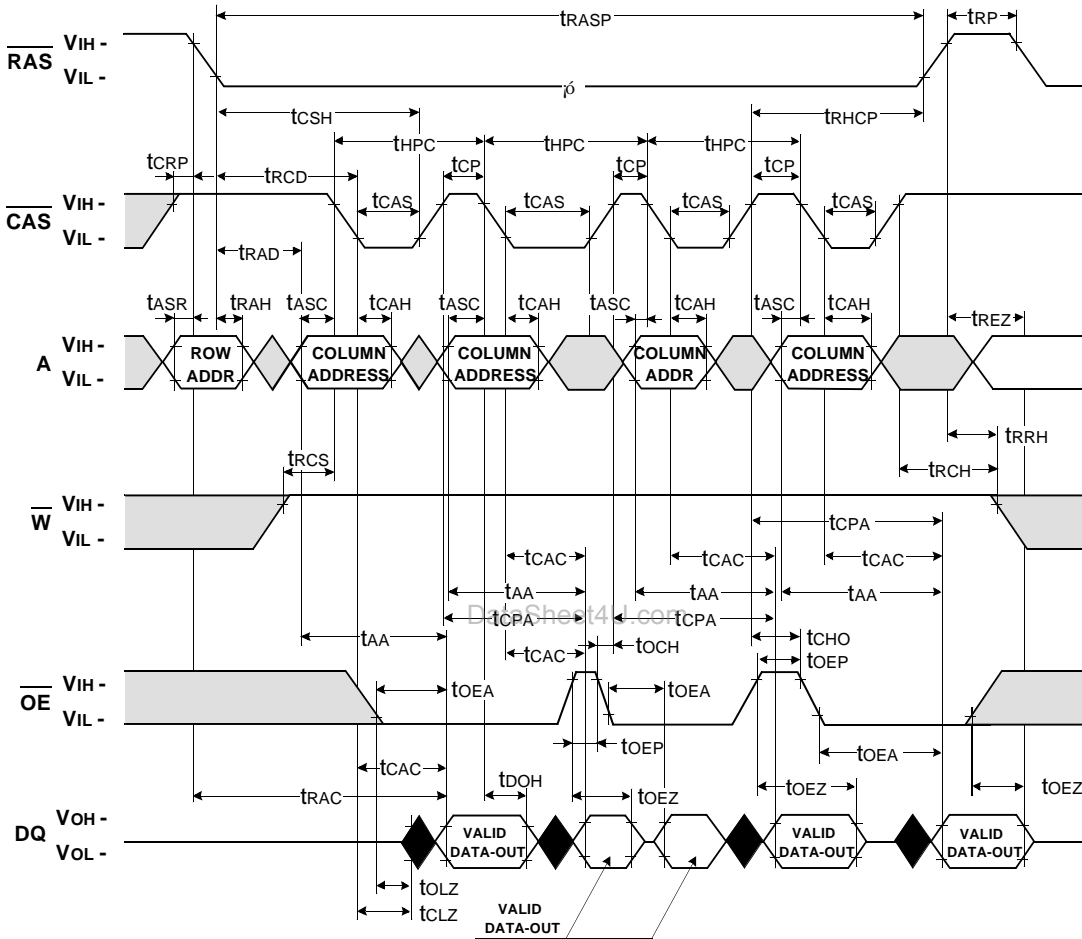 tRASP tRP
RAS VIH -
VIL -
¡ó
tCSH tRHCP
tHPC tHPC tHPC
tCRP tRCD tCP tCP tCP
CAS VIH -
tCAS tCAS tCAS tCAS
VIL -
tRAD
tASR tRAH tASC tCAH tASC tCAH tASC tCAH tASC tCAH tREZ
A VIH -
VIL -
ROW ADDR
COLUMN ADDRESS
COLUMN ADDRESS
COLUMN ADDR
COLUMN ADDRESS
tRRH
tRCS tRCH
W VIH -
VIL -
tCPA
tCAC tCAC tCAC
tAA tAA tAA
DataSheet4U.com
tCPA tCPA
tAA tOCH tCHO
tCAC tOEP
OE VIH -
VIL -
tOEA tOEA
tOEP tOEA
tCAC tDOH tOEZ tOEZ tOEZ
tRAC
DQ VOH -
VOL -
VALID DATA-OUT
VALID DATA-OUT
VALID DATA-OUT
tOLZ
tCLZ
VALID
DATA-OUT